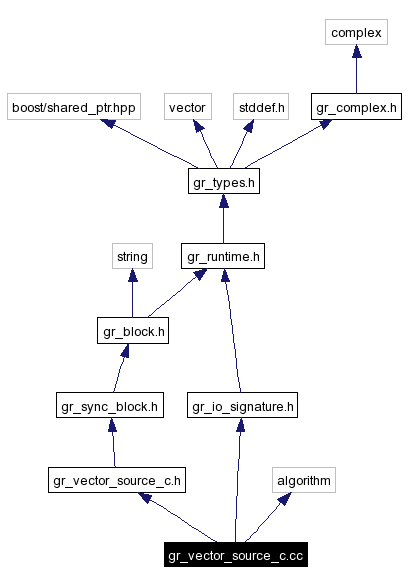 complex
boost/shared_ptr.hpp
vector
stddef.h
gr_complex.h
gr_types.h
string
gr_runtime.h
gr_block.h
gr_sync_block.h
gr_io_signature.h
gr_vector_source_c.h
algorithm
gr_vector_source_c.cc